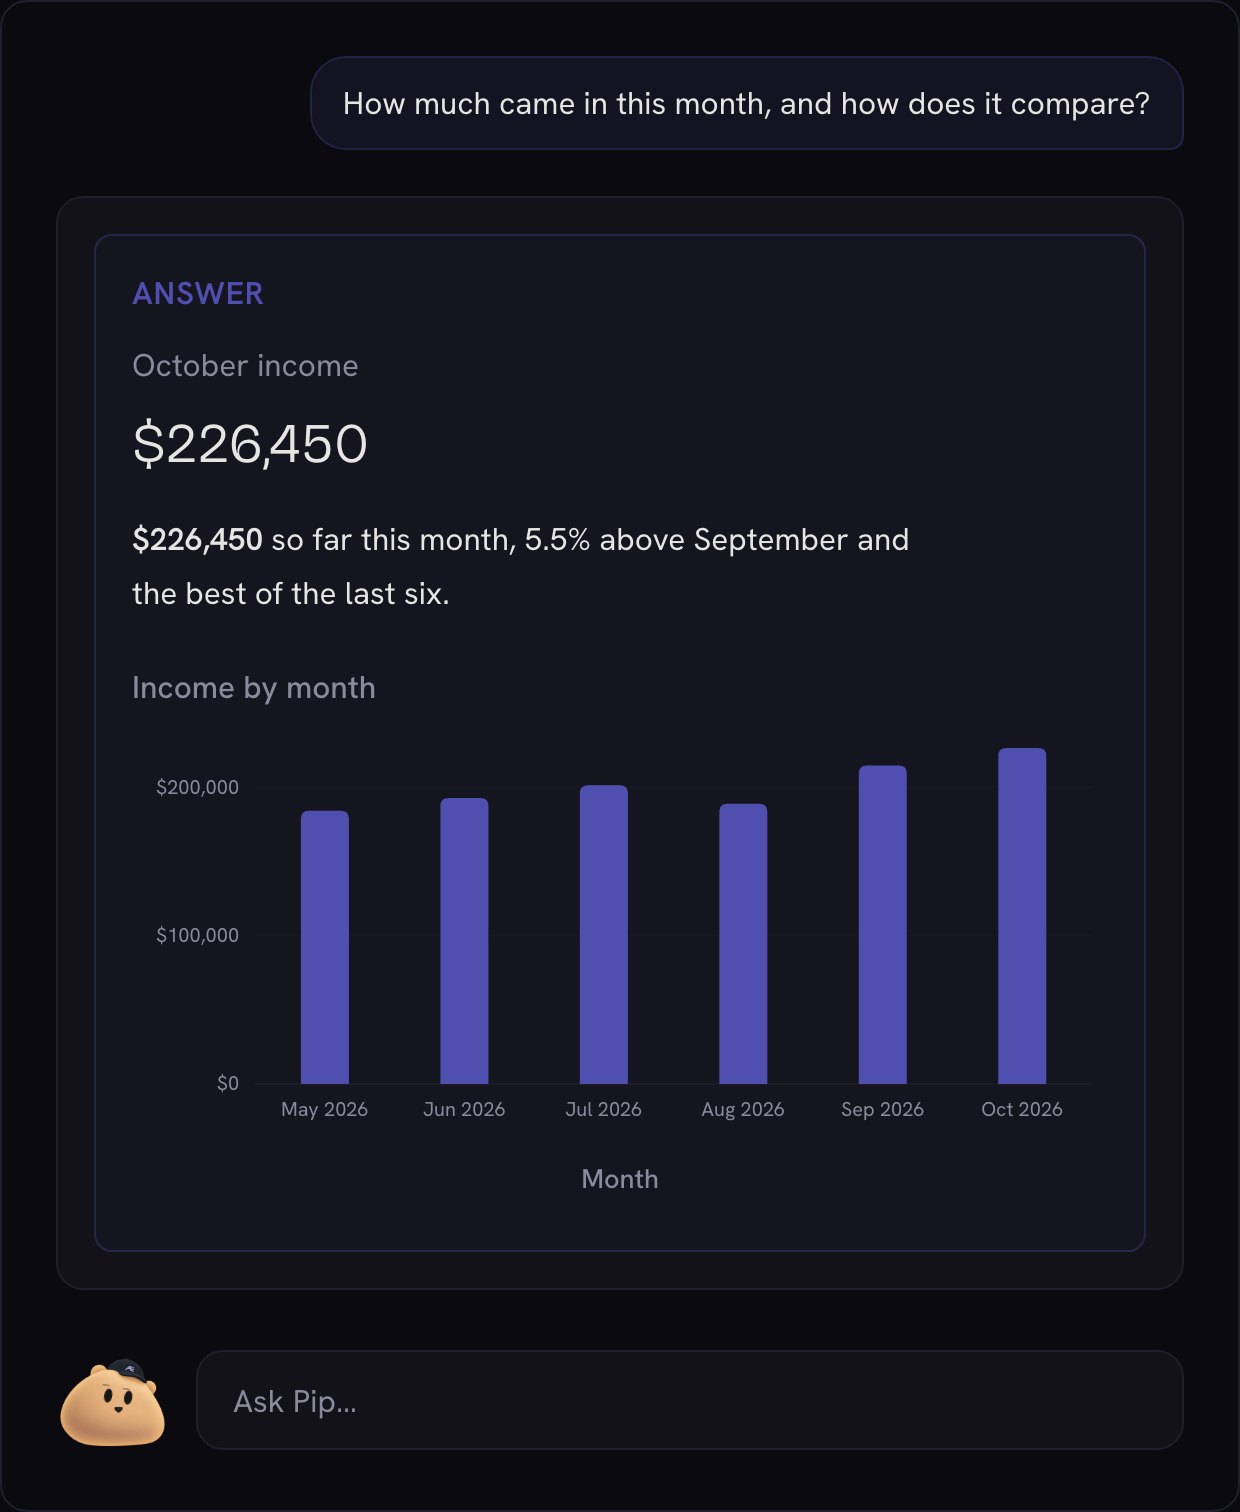 How much came in this month, and how does it compare?
ANSWER
October income
$226,450
$226,450 so far this month, 5.5% above September and
the best of the last six.
Income by month
$200,000
$100,000
$0
May 2026 Jun 2026 Jul 2026 Aug 2026 Sep 2026 Oct 2026
Month
Ask Pip...